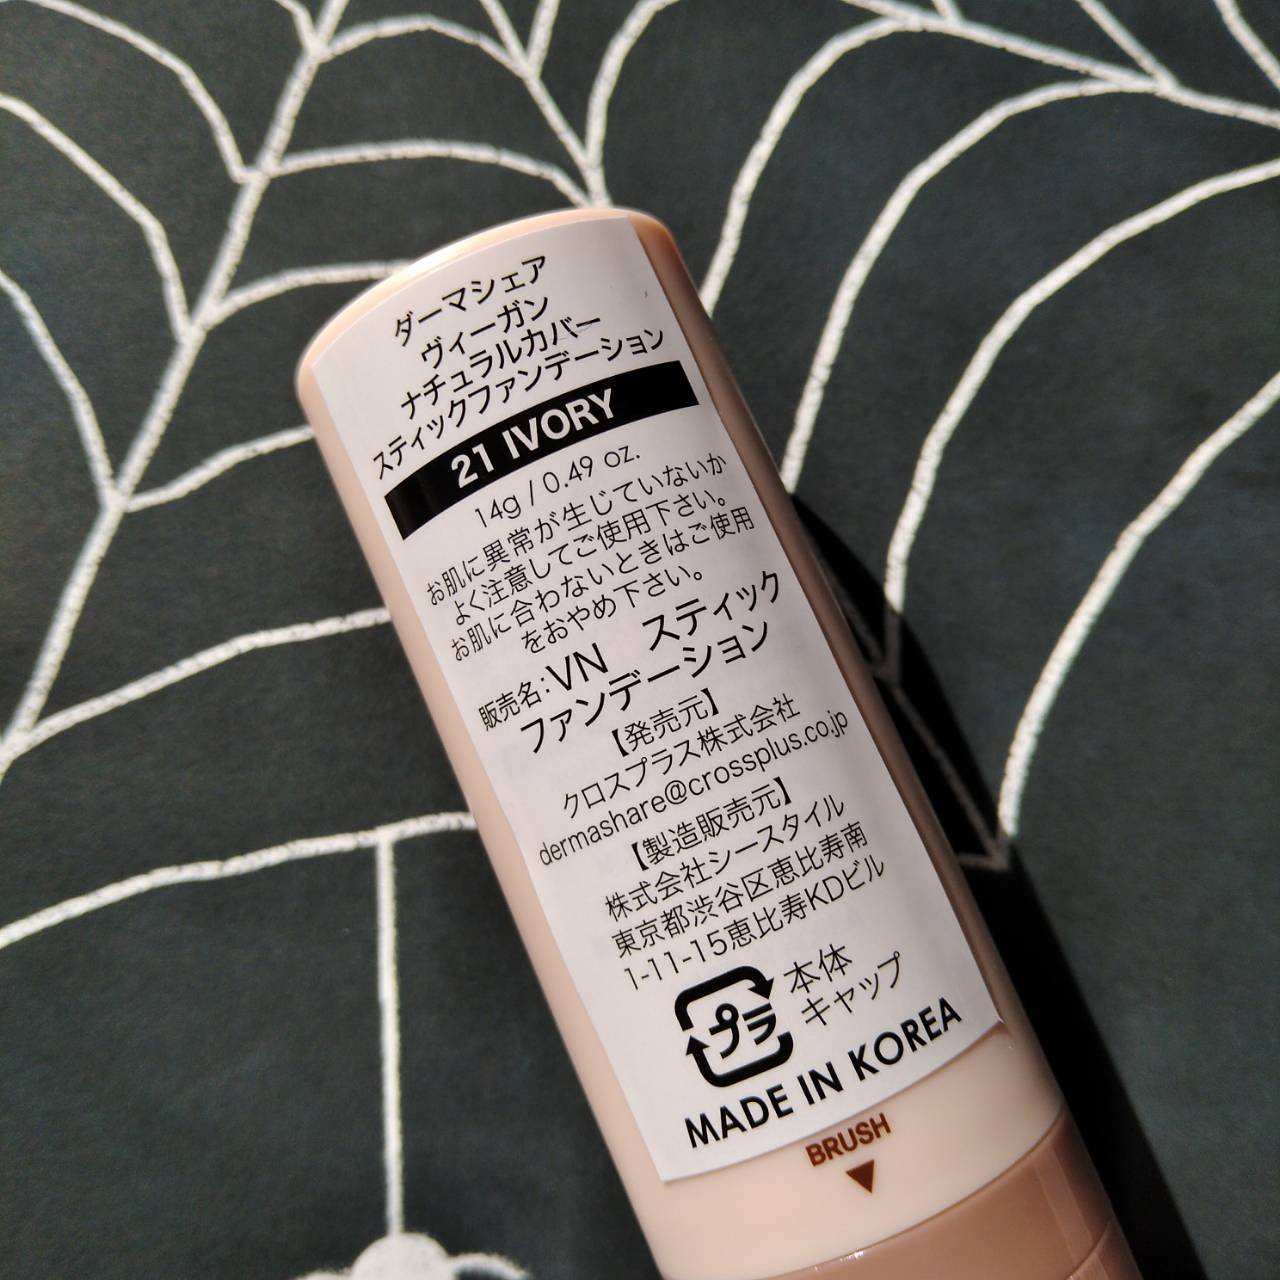 ダーマシェア
ヴィーガン
ナチュラルカバー
スティックファンデーション
21 IVORY
14g / 0.49 oz.
お肌に異常が生じていないか
よく注意してご使用下さい。
お肌に合わないときはご使用
をおやめ下さい。
販売名：VN　スティック
ファンデーション
【発売元】
クロスプラス株式会社
dermashare@crossplus.co.jp
【製造販売元】
株式会社シースタイル
東京都渋谷区恵比寿南
1-11-15恵比寿KDビル
プラ
本体
キャップ
MADE IN KOREA
BRUSH